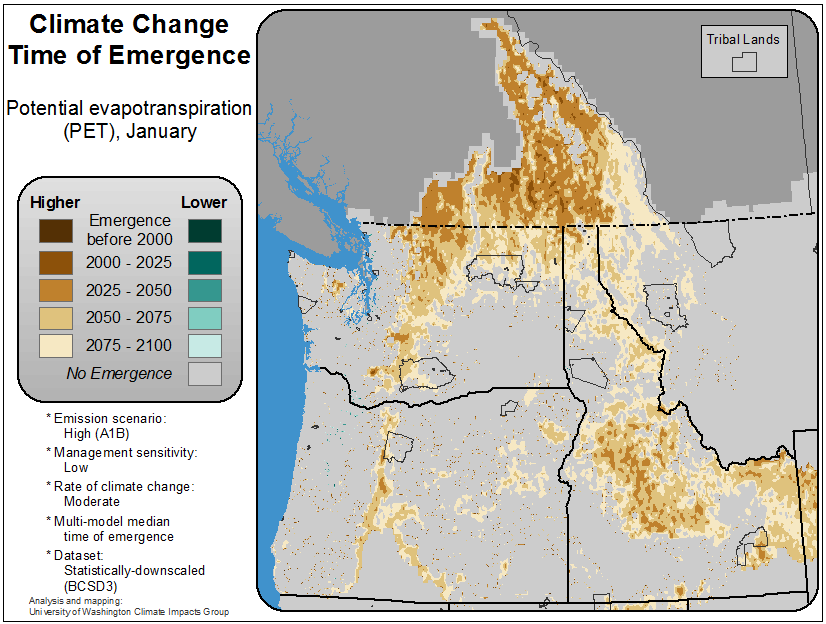 Climate Change
Time of Emergence
Potential evapotranspiration
(PET), January
Tribal Lands
Higher
Lower
Emergence
before 2000
2000 - 2025
2025 - 2050
2050 - 2075
2075 - 2100
No Emergence
* Emission scenario:
High (A1B)
* Management sensitivity:
Low
* Rate of climate change:
Moderate
* Multi-model median
time of emergence
* Dataset:
Statistically-downscaled
(BCSD3)
Analysis and mapping:
University of Washington Climate Impacts Group